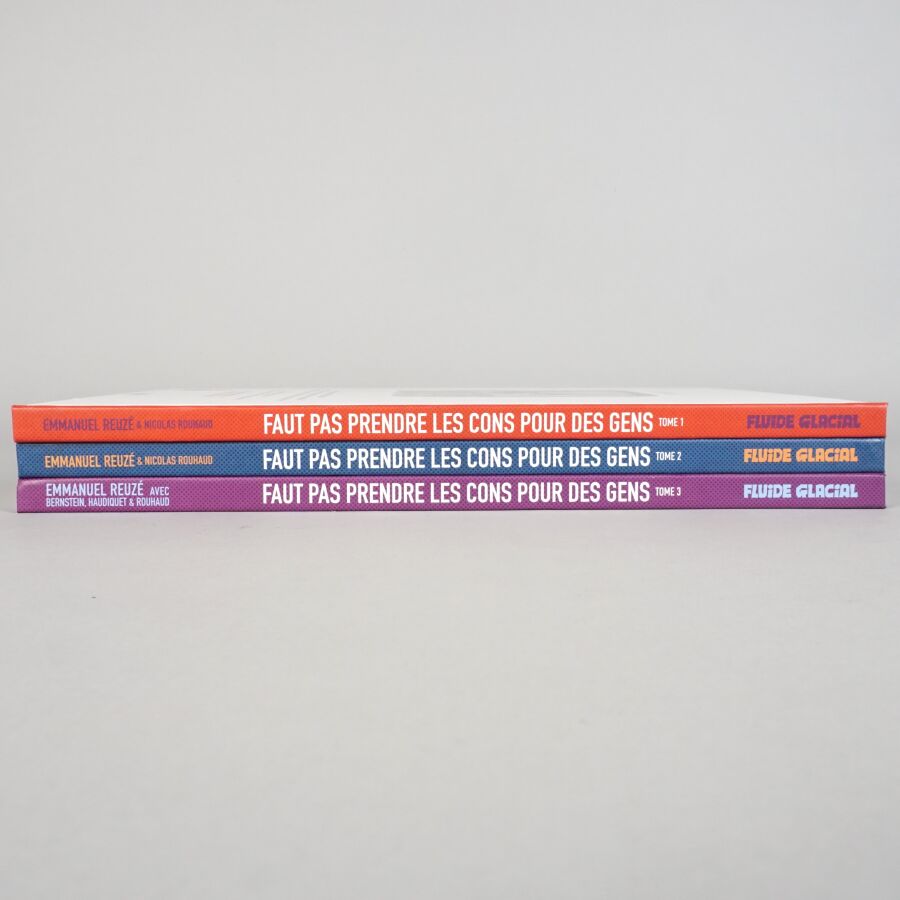 EMMANUEL REUZÉ & NICOLAS ROUHAUD FAUT PAS PRENDRE LES CONS POUR DES GENS TOME 1 FLUIDE GLACIAL
EMMANUEL REUZÉ & NICOLAS ROUHAUD FAUT PAS PRENDRE LES CONS POUR DES GENS TOME 2 FLUIDE GLACIAL
EMMANUEL REUZÉ AVEC
BERNSTEIN, HAUDIQUET & ROUHAUD
FAUT PAS PRENDRE LES CONS POUR DES GENS TOME 3 FLUIDE GLACIAL